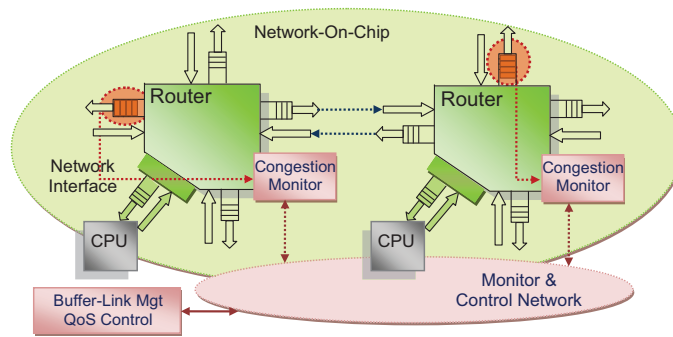 Network-On-Chip
Router
Router
Network
Interface
Congestion
Monitor
Congestion
Monitor
CPU
CPU
Monitor &
Control Network
Buffer-Link Mgt
QoS Control